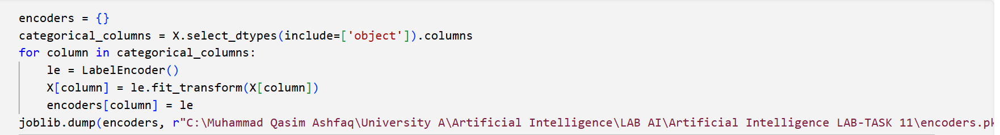 encoders = {}
categorical_columns = X.select_dtypes(include=['object']).columns
for column in categorical_columns:
    le = LabelEncoder()
    X[column] = le.fit_transform(X[column])
    encoders[column] = le
joblib.dump(encoders, r"C:\Muhammad Qasim Ashfaq\University A\Artificial Intelligence\LAB AI\Artificial Intelligence LAB-TASK 11\encoders.pk